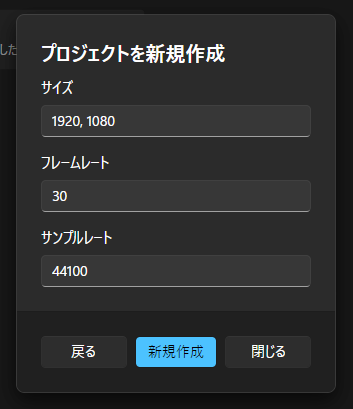 した
プロジェクトを新規作成
サイズ
1920, 1080
フレームレート
30
サンプルレート
44100
戻る
新規作成
閉じる